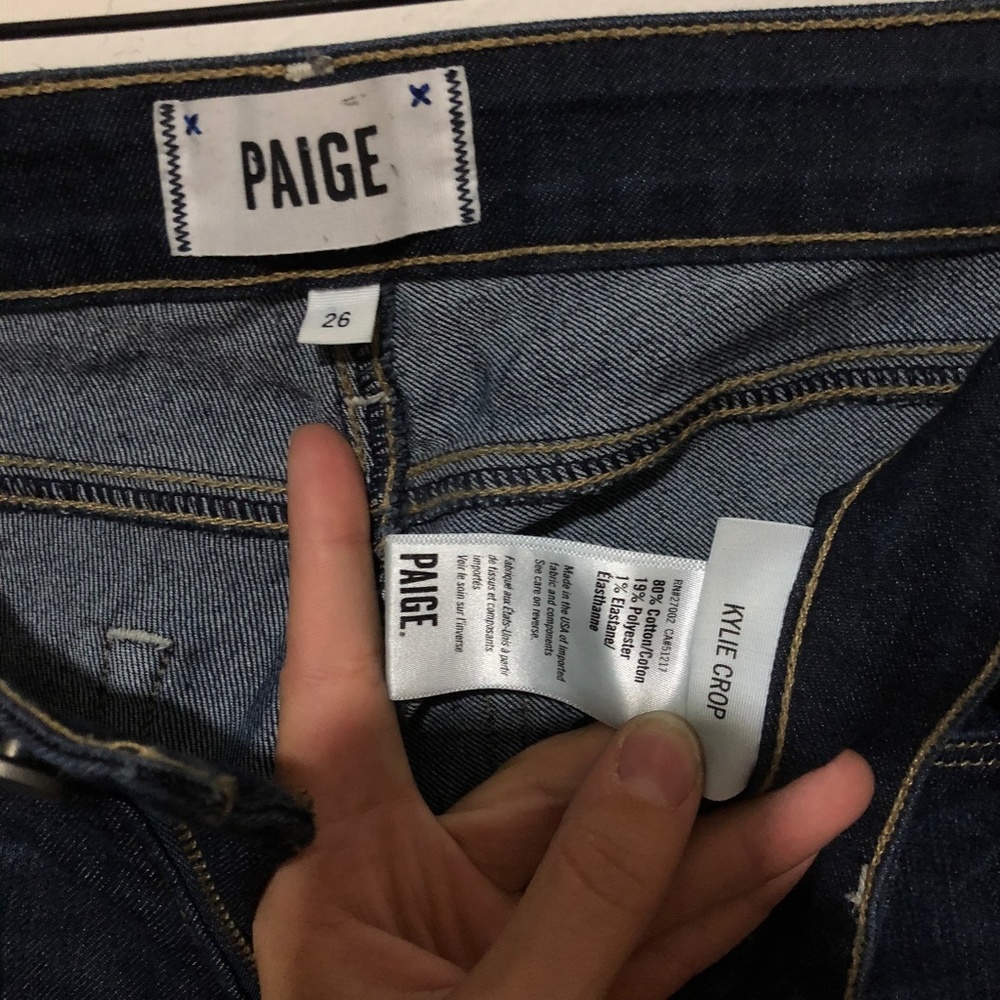 PAIGE
26
KYLIE CROP
RN#27002 CA#51217
80% Cotton/Coton
19% Polyester
1% Elastane/
Élasthanne
Made in the USA of imported
fabric and components
See care on reverse.
Fabriqué aux États-Unis à partir
de tissus et composants
importés
Voir le soin sur l'inverse
PAIGE.